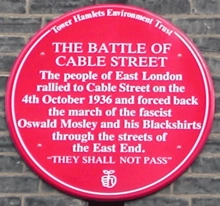 Tower Hamlets Environment Trust
THE BATTLE OF
CABLE STREET
The people of East London
rallied to Cable Street on the
4th October 1936 and forced back
the march of the fascist
Oswald Mosley and his Blackshirts
through the streets of
the East End.
"THEY SHALL NOT PASS"